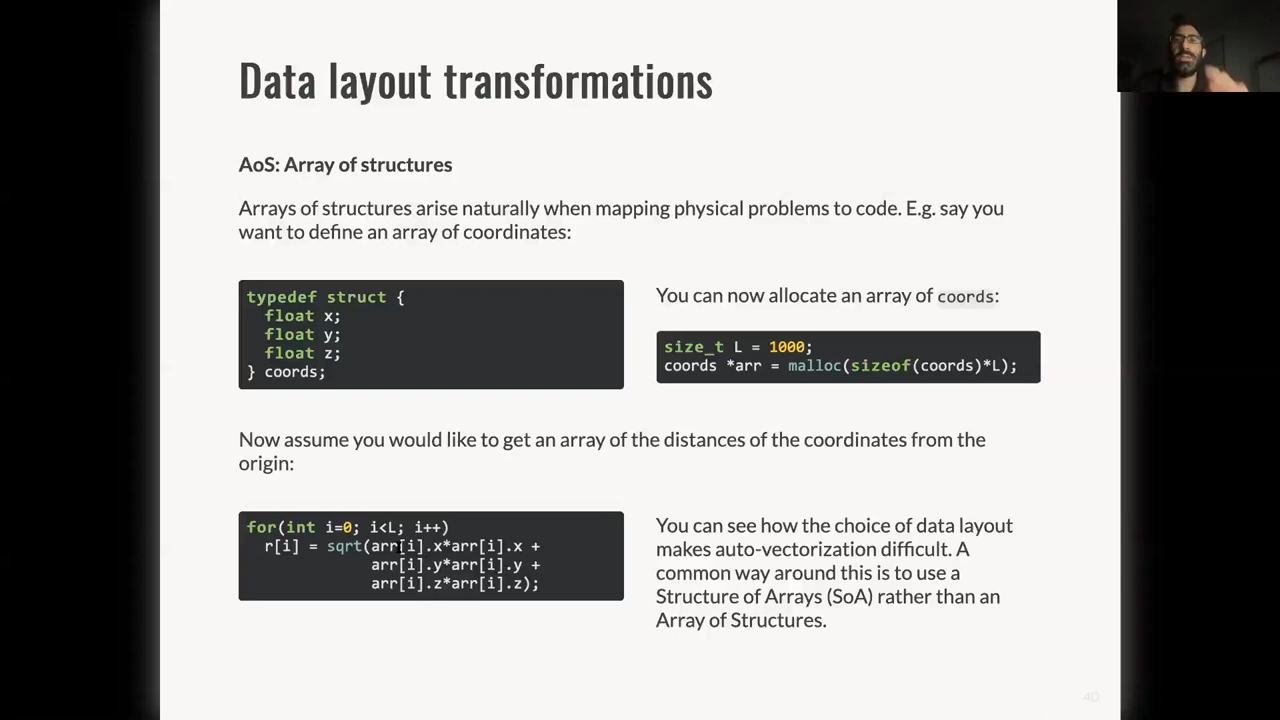 Data layout transformations
AoS: Array of structures
Arrays of structures arise naturally when mapping physical problems to code. E.g. say you
want to define an array of coordinates:
typedef struct {
float x;
float y;
float z;
} coords;
You can now allocate an array of coords:
size_t L = 1000;
coords *arr = malloc(sizeof(coords)*L);
Now assume you would like to get an array of the distances of the coordinates from the
origin:
for(int i=0; i<L; i++)
r[i] = sqrt(arr[i].x*arr[i].x +
arr[i].y*arr[i].y +
arr[i].z*arr[i].z);
You can see how the choice of data layout
makes auto-vectorization difficult. A
common way around this is to use a
Structure of Arrays (SoA) rather than an
Array of Structures.
40